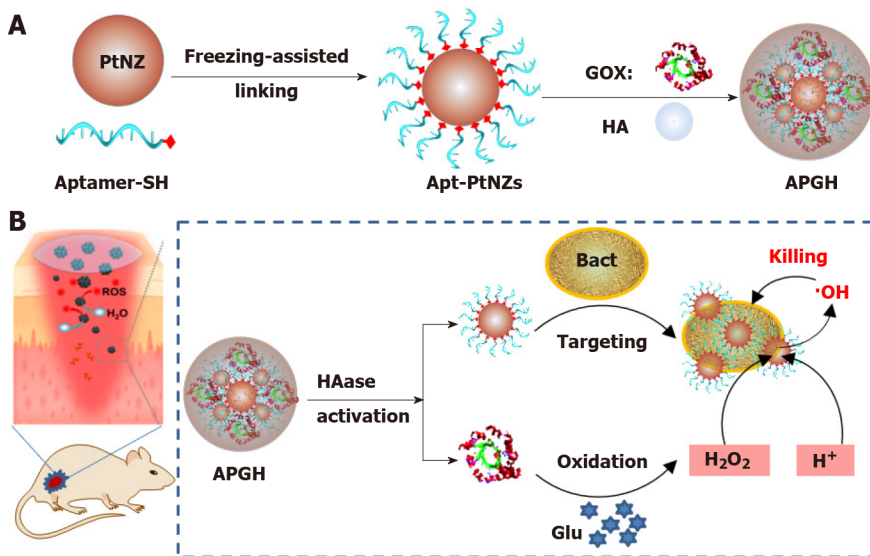 A
PtNZ
Freezing-assisted
linking
GOX:
HA
Aptamer-SH
Apt-PtNZs
APGH
B
ROS
H₂O
Bact
Killing
·OH
Targeting
HAase
activation
APGH
Oxidation
H₂O₂
H⁺
Glu